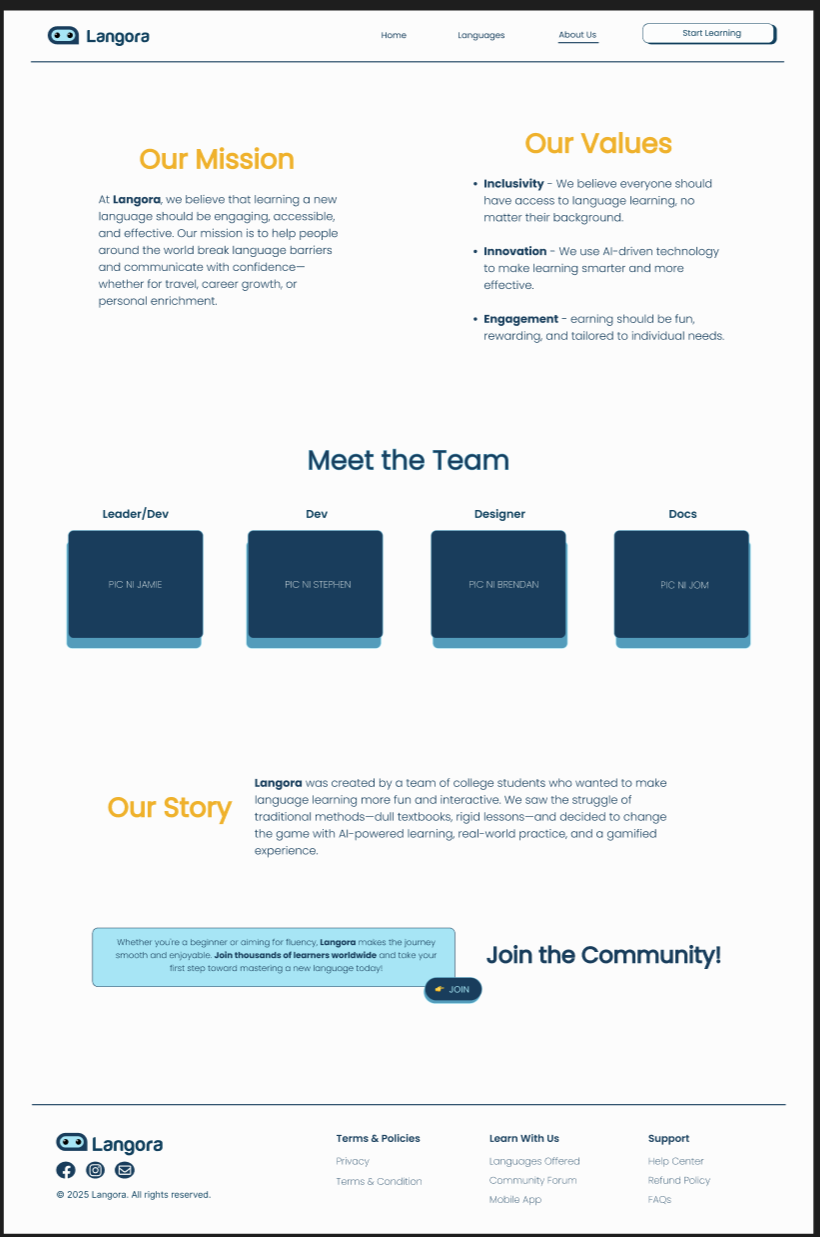 Langora
Home
Languages
About Us
Start Learning
Our Mission
At Langora, we believe that learning a new
language should be engaging, accessible,
and effective. Our mission is to help people
around the world break language barriers
and communicate with confidence—
whether for travel, career growth, or
personal enrichment.
Our Values
• Inclusivity - We believe everyone should
have access to language learning, no
matter their background.
• Innovation - We use AI-driven technology
to make learning smarter and more
effective.
• Engagement - earning should be fun,
rewarding, and tailored to individual needs.
Meet the Team
Leader/Dev
Dev
Designer
Docs
PIC NI JAMIE
PIC NI STEPHEN
PIC NI BRENDAN
PIC NI JOM
Our Story
Langora was created by a team of college students who wanted to make
language learning more fun and interactive. We saw the struggle of
traditional methods—dull textbooks, rigid lessons—and decided to change
the game with AI-powered learning, real-world practice, and a gamified
experience.
Whether you're a beginner or aiming for fluency, Langora makes the journey
smooth and enjoyable. Join thousands of learners worldwide and take your
first step toward mastering a new language today!
👉 JOIN
Join the Community!
Langora
© 2025 Langora. All rights reserved.
Terms & Policies
Privacy
Terms & Condition
Learn With Us
Languages Offered
Community Forum
Mobile App
Support
Help Center
Refund Policy
FAQs